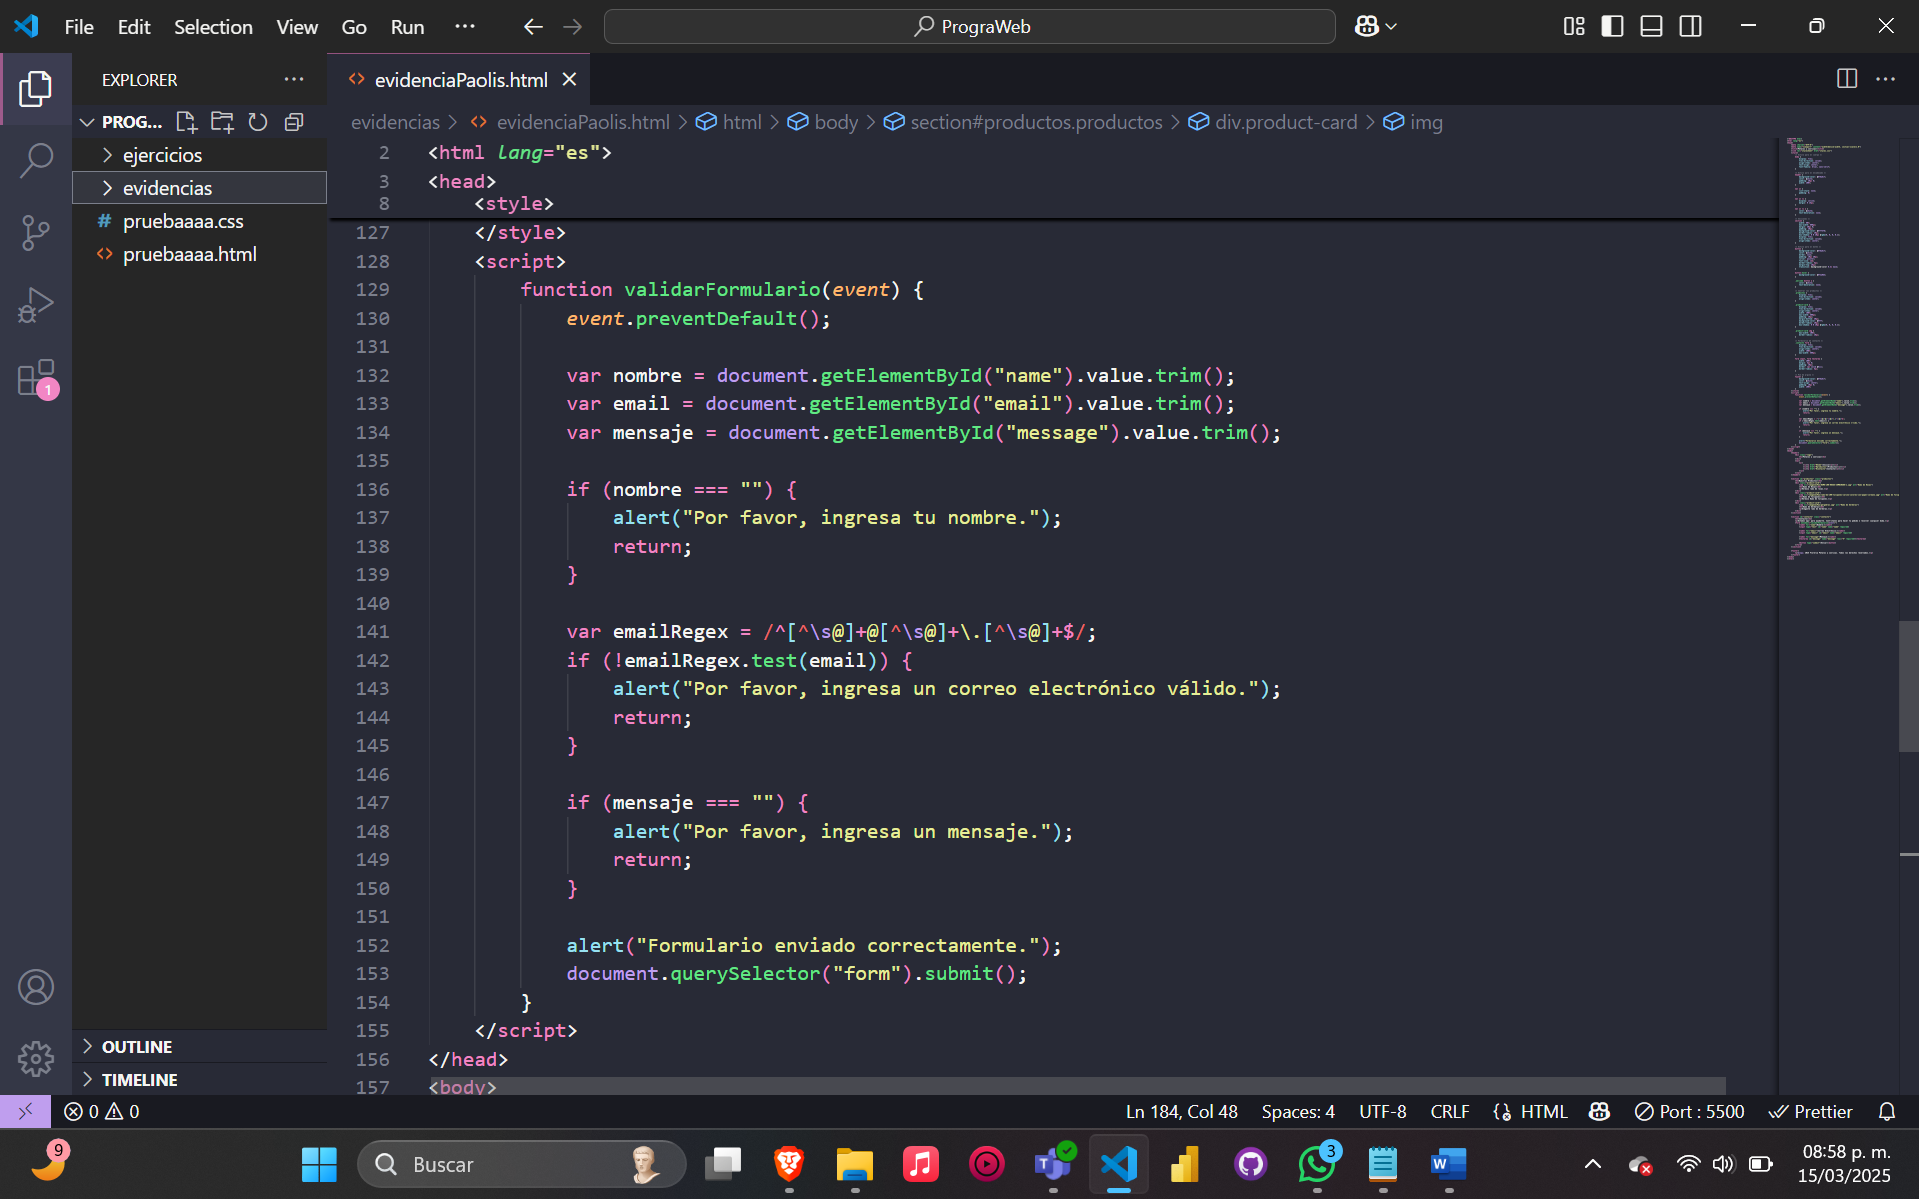 File Edit Selection View Go Run ···
PrograWeb
EXPLORER
evidenciaPaolis.html
PROG...
ejercicios
evidencias
# pruebaaaa.css
<> pruebaaaa.html
evidencias > <> evidenciaPaolis.html > html > body > section#productos.productos > div.product-card > img
2 <html lang="es">
3 <head>
8 <style>
127 </style>
128 <script>
129 function validarFormulario(event) {
130 event.preventDefault();
131
132 var nombre = document.getElementById("name").value.trim();
133 var email = document.getElementById("email").value.trim();
134 var mensaje = document.getElementById("message").value.trim();
135
136 if (nombre === "") {
137 alert("Por favor, ingresa tu nombre.");
138 return;
139 }
140
141 var emailRegex = /^[^\s@]+@[^\s@]+\.[^\s@]+$/;
142 if (!emailRegex.test(email)) {
143 alert("Por favor, ingresa un correo electrónico válido.");
144 return;
145 }
146
147 if (mensaje === "") {
148 alert("Por favor, ingresa un mensaje.");
149 return;
150 }
151
152 alert("Formulario enviado correctamente.");
153 document.querySelector("form").submit();
154 }
155 </script>
156 </head>
157 <body>
1
OUTLINE
TIMELINE
0 0
Ln 184, Col 48 Spaces: 4 UTF-8 CRLF HTML Port : 5500 Prettier
9
Buscar
3
08:58 p. m.
15/03/2025